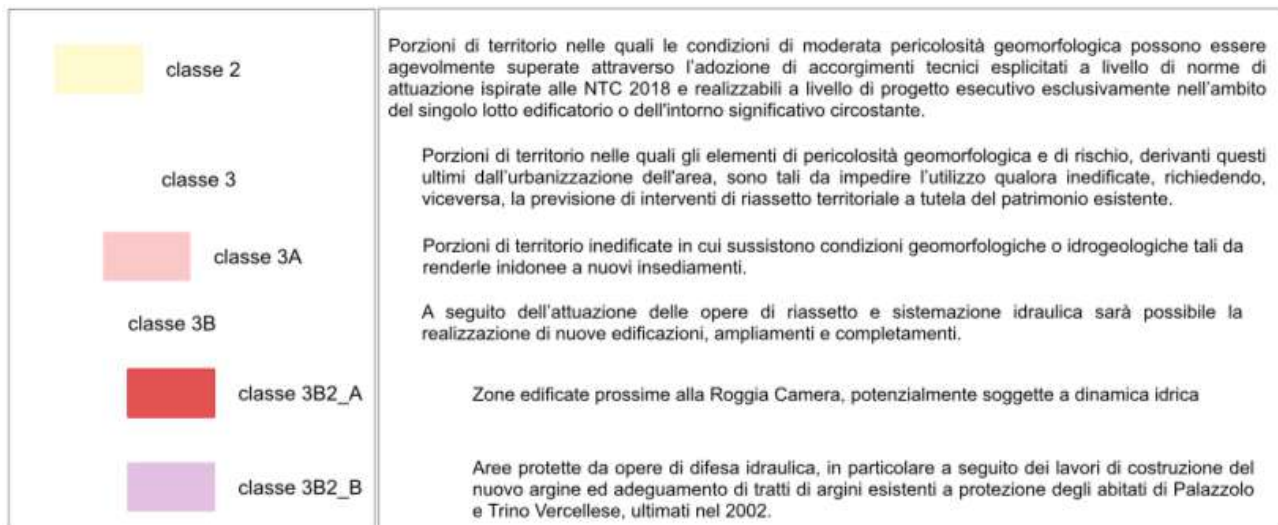 classe 2
Porzioni di territorio nelle quali le condizioni di moderata pericolosità geomorfologica possono essere
agevolmente superate attraverso l'adozione di accorgimenti tecnici esplicitati a livello di norme di
attuazione ispirate alle NTC 2018 e realizzabili a livello di progetto esecutivo esclusivamente nell'ambito
del singolo lotto edificatorio o dell'intorno significativo circostante.
classe 3
Porzioni di territorio nelle quali gli elementi di pericolosità geomorfologica e di rischio, derivanti questi
ultimi dall'urbanizzazione dell'area, sono tali da impedire l'utilizzo qualora inedificate, richiedendo,
viceversa, la previsione di interventi di riassetto territoriale a tutela del patrimonio esistente.
classe 3A
Porzioni di territorio inedificate in cui sussistono condizioni geomorfologiche o idrogeologiche tali da
renderle inidonee a nuovi insediamenti.
classe 3B
A seguito dell'attuazione delle opere di riassetto e sistemazione idraulica sarà possibile la
realizzazione di nuove edificazioni, ampliamenti e completamenti.
classe 3B2_A
Zone edificate prossime alla Roggia Camera, potenzialmente soggette a dinamica idrica
classe 3B2_B
Aree protette da opere di difesa idraulica, in particolare a seguito dei lavori di costruzione del
nuovo argine ed adeguamento di tratti di argini esistenti a protezione degli abitati di Palazzolo
e Trino Vercellese, ultimati nel 2002.